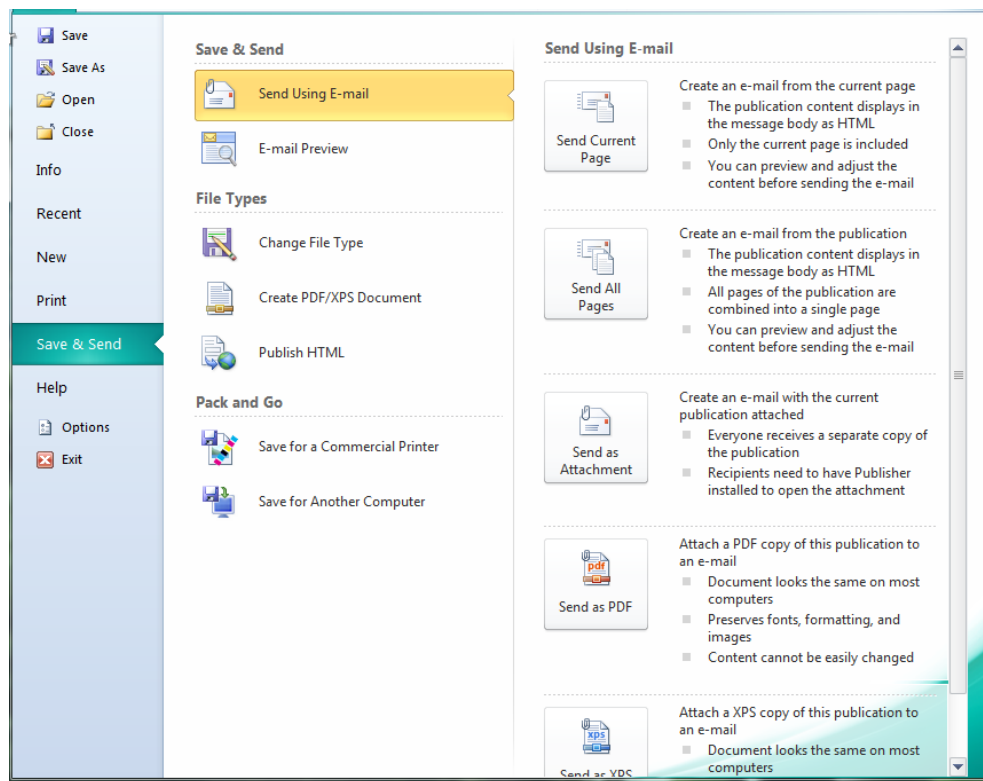 Save
Save As
Open
Close
Info
Recent
New
Print
Save & Send
Help
Options
Exit
Save & Send
Send Using E-mail
E-mail Preview
File Types
Change File Type
Create PDF/XPS Document
Publish HTML
Pack and Go
Save for a Commercial Printer
Save for Another Computer
Send Using E-mail
Send Current
Page
Create an e-mail from the current page
The publication content displays in
the message body as HTML
Only the current page is included
You can preview and adjust the
content before sending the e-mail
Send All
Pages
Create an e-mail from the publication
The publication content displays in
the message body as HTML
All pages of the publication are
combined into a single page
You can preview and adjust the
content before sending the e-mail
Send as
Attachment
Create an e-mail with the current
publication attached
Everyone receives a separate copy of
the publication
Recipients need to have Publisher
installed to open the attachment
pdf
Send as PDF
Attach a PDF copy of this publication to
an e-mail
Document looks the same on most
computers
Preserves fonts, formatting, and
images
Content cannot be easily changed
xps
Send as XPS
Attach a XPS copy of this publication to
an e-mail
Document looks the same on most
computers